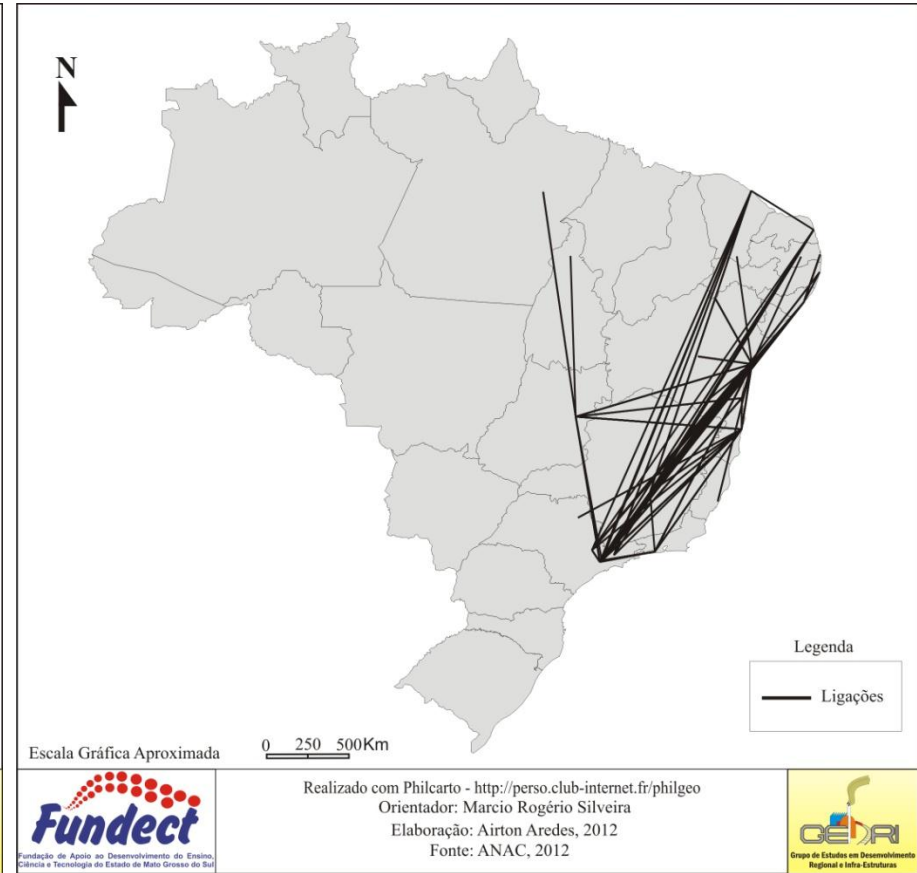 N
Legenda
Ligações
Escala Gráfica Aproximada
0 250 500Km
Fundect
Fundação de Apoio ao Desenvolvimento do Ensino,
Ciência e Tecnologia do Estado de Mato Grosso do Sul
Realizado com Philcarto - http://perso.club-internet.fr/philgeo
Orientador: Marcio Rogério Silveira
Elaboração: Airton Aredes, 2012
Fonte: ANAC, 2012
GEDRI
Grupo de Estudos em Desenvolvimento
Regional e Infra-Estruturas